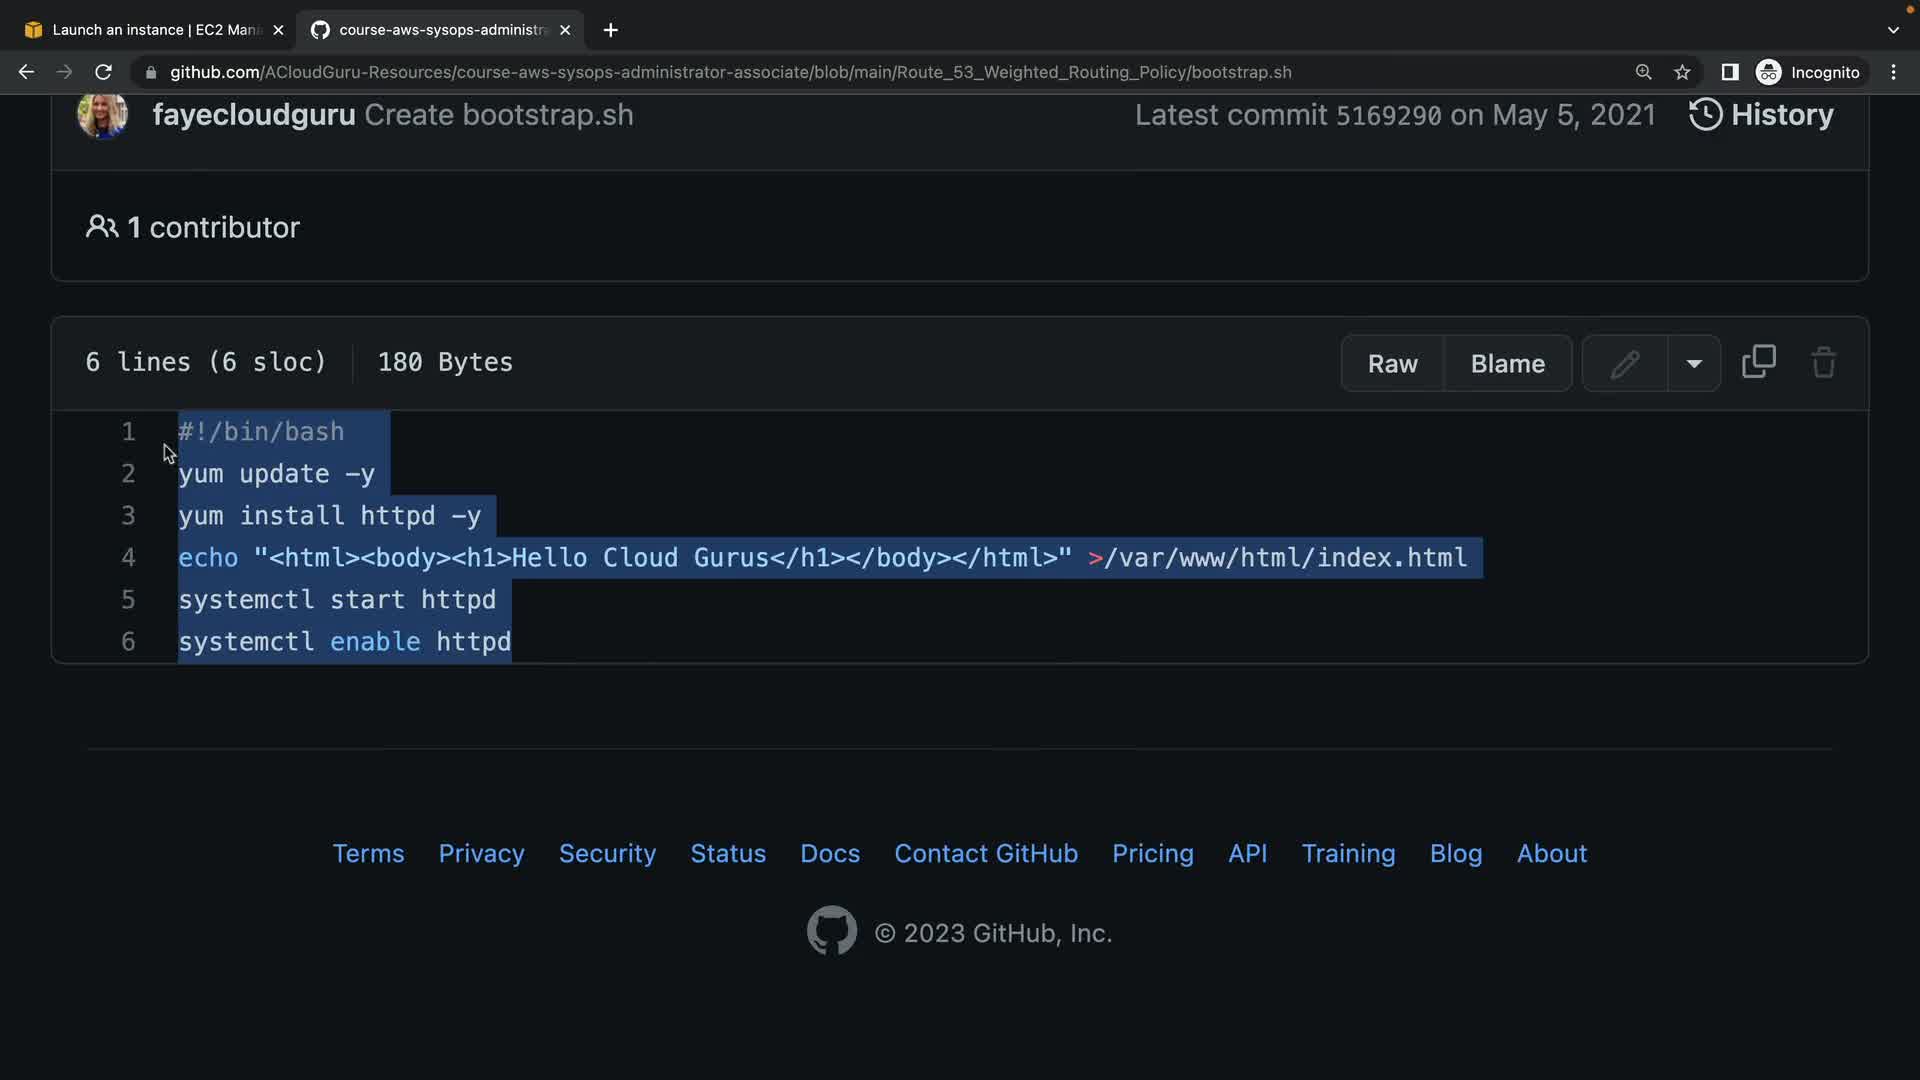 Launch an instance | EC2 Mana
course-aws-sysops-administra
github.com/ACloudGuru-Resources/course-aws-sysops-administrator-associate/blob/main/Route_53_Weighted_Routing_Policy/bootstrap.sh
Incognito
fayecloudguru Create bootstrap.sh
Latest commit 5169290 on May 5, 2021
History
1 contributor
6 lines (6 sloc)
180 Bytes
Raw
Blame
1 #!/bin/bash
2 yum update -y
3 yum install httpd -y
4 echo "<html><body><h1>Hello Cloud Gurus</h1></body></html>" >/var/www/html/index.html
5 systemctl start httpd
6 systemctl enable httpd
Terms Privacy Security Status Docs Contact GitHub Pricing API Training Blog About
© 2023 GitHub, Inc.